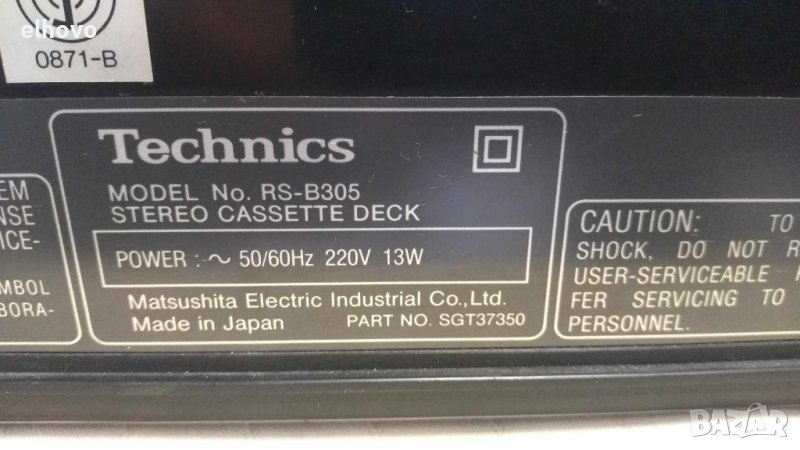 elhovo
0871-B
Technics
MODEL No. RS-B305
STEREO CASSETTE DECK
POWER : ~ 50/60Hz 220V 13W
Matsushita Electric Industrial Co., Ltd.
Made in Japan PART NO. SGT37350
EM
NSE
ICE-
MBOL
BORA-
CAUTION: TO
SHOCK, DO NOT R
USER-SERVICEABLE
FER SERVICING TO
PERSONNEL.
BAZAR